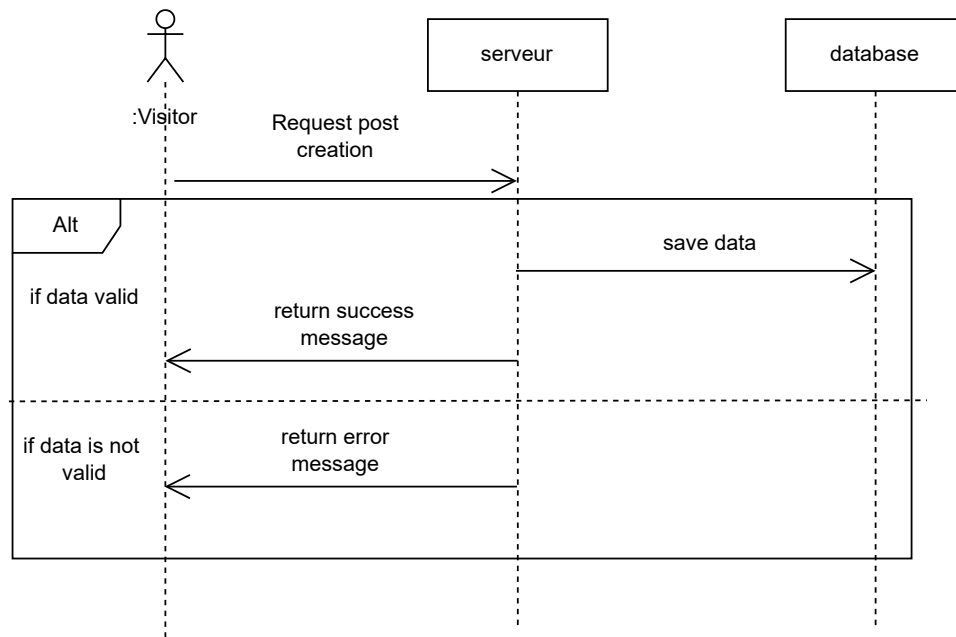 serveur
database
:Visitor
Request post
creation
Alt
save data
if data valid
return success
message
return error
message
if data is not
valid